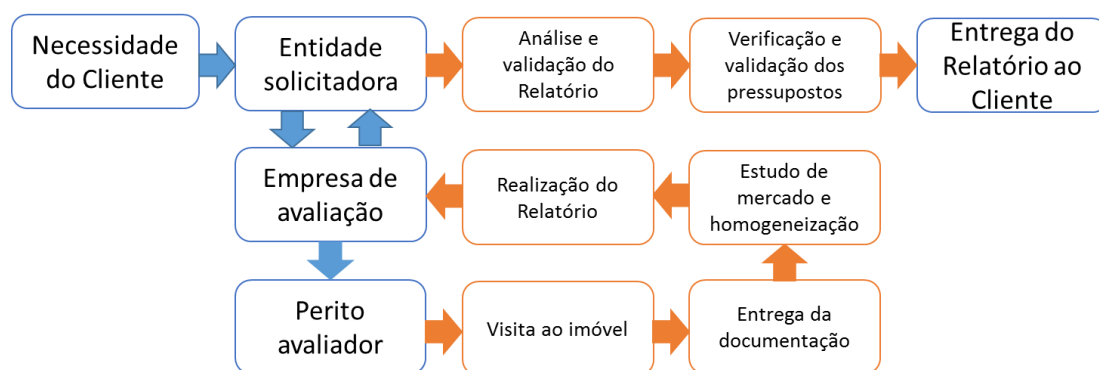 Necessidade
do Cliente
Entidade
solicitadora
Análise e
validação do
Relatório
Verificação e
validação dos
pressupostos
Entrega do
Relatório ao
Cliente
Empresa de
avaliação
Realização do
Relatório
Estudo de
mercado e
homogeneização
Perito
avaliador
Visita ao imóvel
Entrega da
documentação